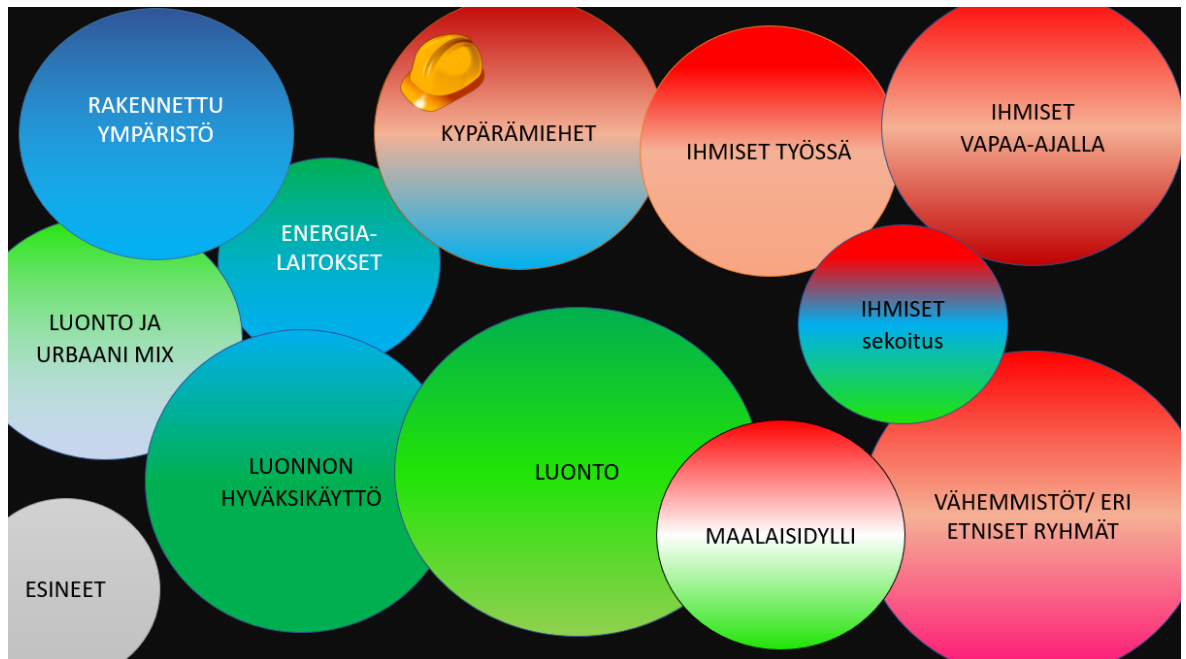 RAKENNETTU
YMPÄRISTÖ
KYPÄRÄMIEHET
IHMISET TYÖSSÄ
IHMISET
VAPAA-AJALLA
ENERGIA-
LAITOKSET
LUONTO JA
URBAANI MIX
IHMISET
sekoitus
LUONNON
HYVÄKSIKÄYTTÖ
LUONTO
MAALAISIDYLLI
VÄHEMMISTÖT/ ERI
ETNISET RYHMÄT
ESINEET